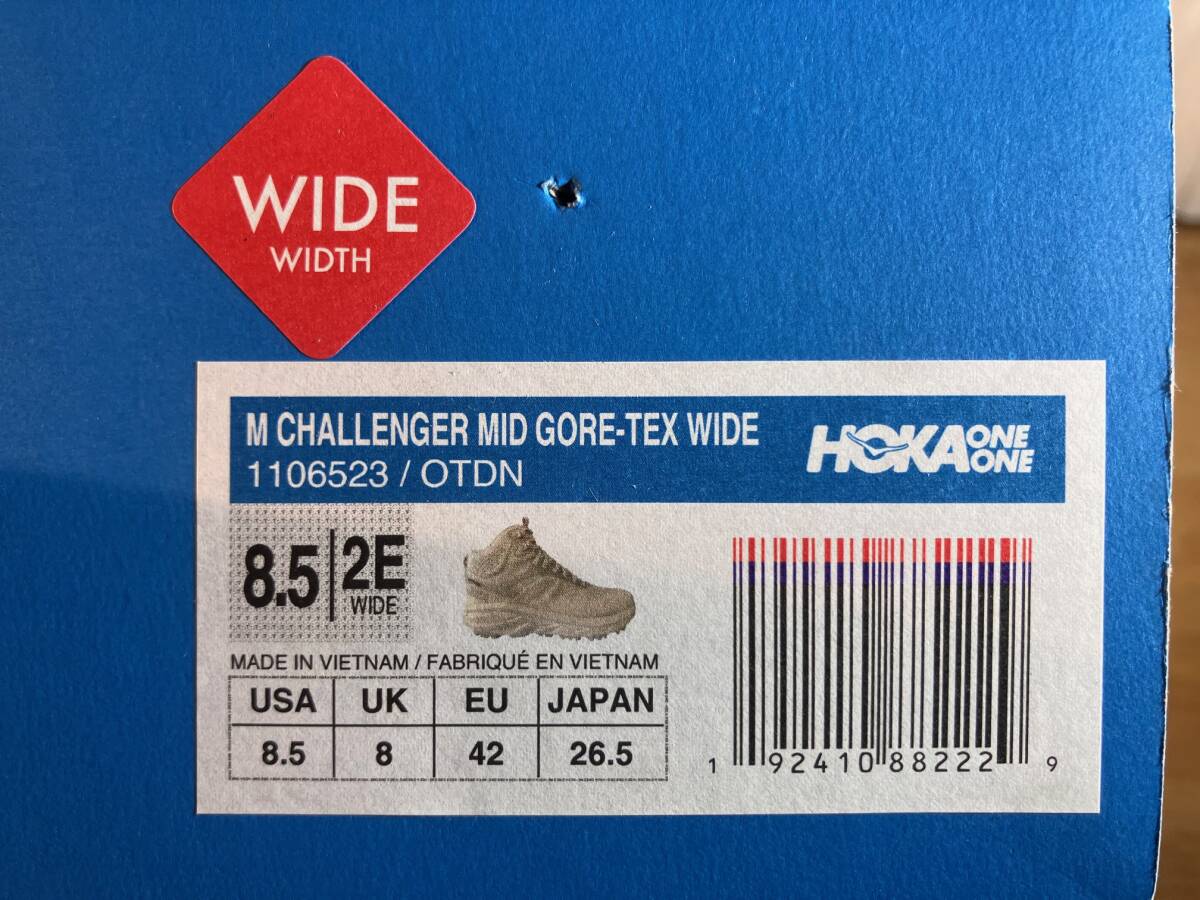 WIDE
WIDTH
M CHALLENGER MID GORE-TEX WIDE
1106523 / OTDN
HOKA ONE ONE
8.5 2E
WIDE
MADE IN VIETNAM / FABRIQUÉ EN VIETNAM
USA UK EU JAPAN
8.5 8 42 26.5
1 92410 88222 9